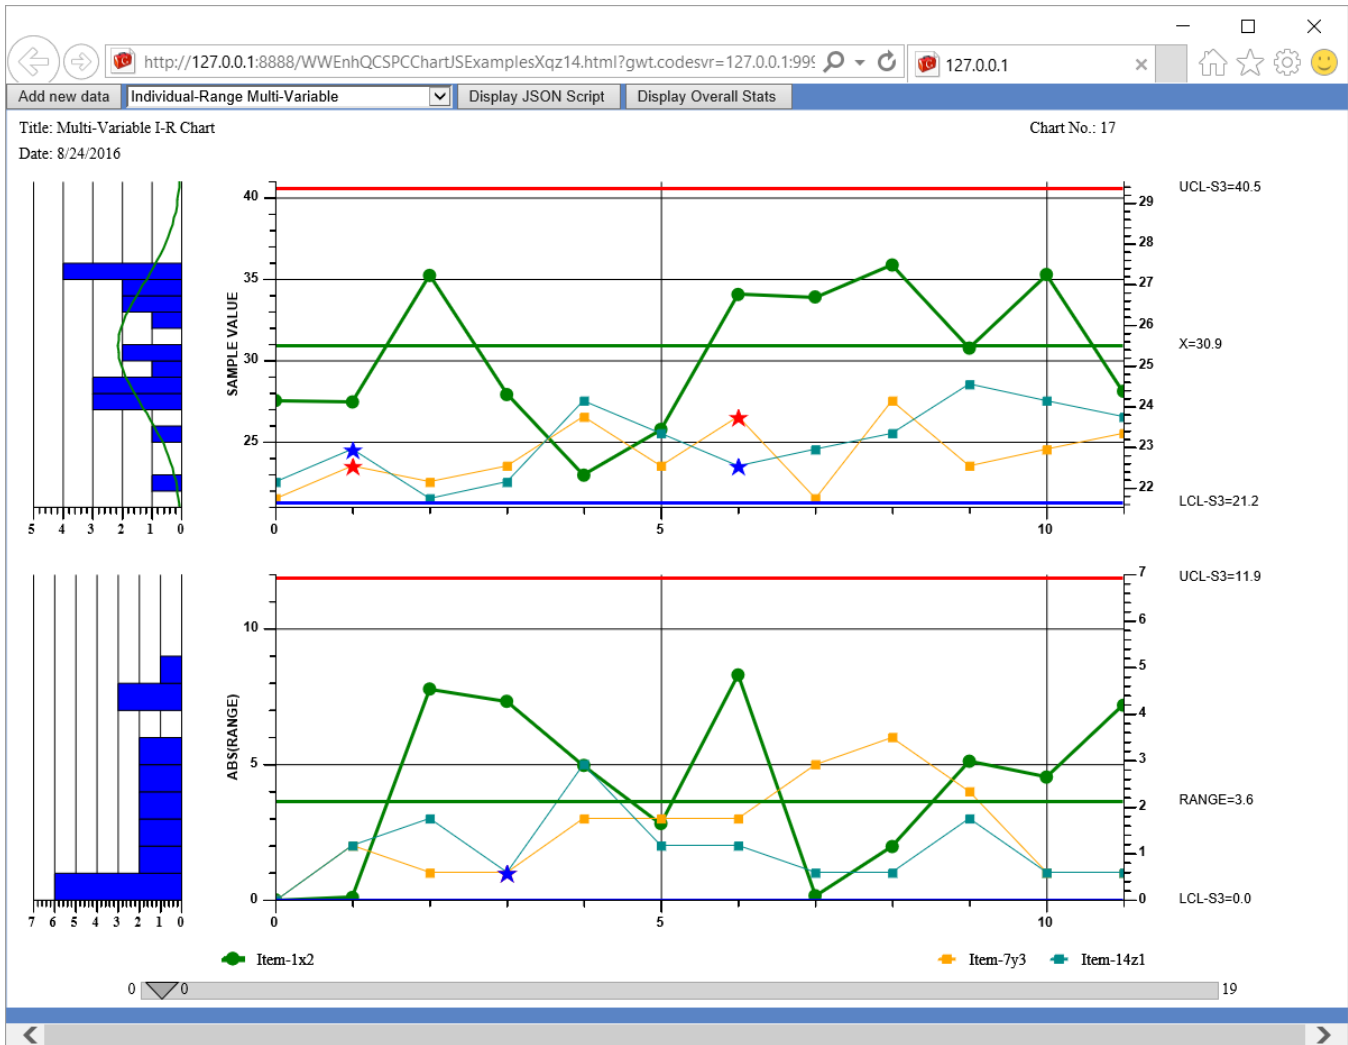 http://127.0.0.1:8888/WWEnhQCSPCChartJSExamplesXqz14.html?gwt.codesvr=127.0.0.1:999
127.0.0.1
Add new data
Individual-Range Multi-Variable
Display JSON Script
Display Overall Stats
Title: Multi-Variable I-R Chart
Chart No.: 17
Date: 8/24/2016
SAMPLE VALUE
40
35
30
25
29
28
27
26
25
24
23
22
UCL-S3=40.5
X=30.9
LCL-S3=21.2
5 4 3 2 1 0
0 5 10
ABS(RANGE)
10
5
0
7
6
5
4
3
2
1
0
UCL-S3=11.9
RANGE=3.6
LCL-S3=0.0
7 6 5 4 3 2 1 0
0 5 10
Item-1x2
Item-7y3
Item-14z1
0 0 19